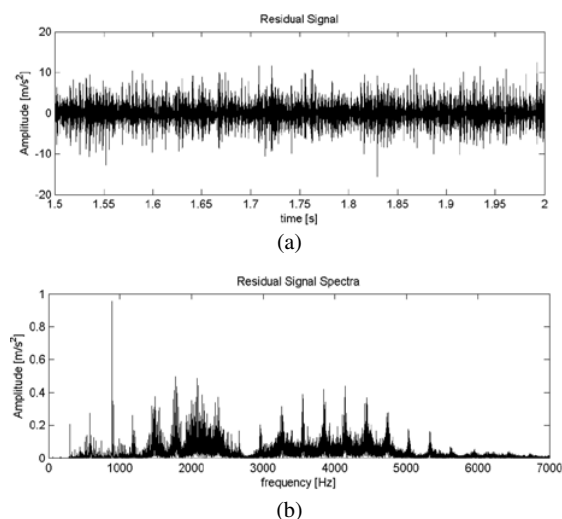 Residual Signal
20
10
0
-10
-20
Amplitude [m/s²]
1.5 1.55 1.6 1.65 1.7 1.75 1.8 1.85 1.9 1.95 2
time [s]
(a)
Residual Signal Spectra
1
0.8
0.6
0.4
0.2
0
Amplitude [m/s²]
0 1000 2000 3000 4000 5000 6000 7000
frequency [Hz]
(b)